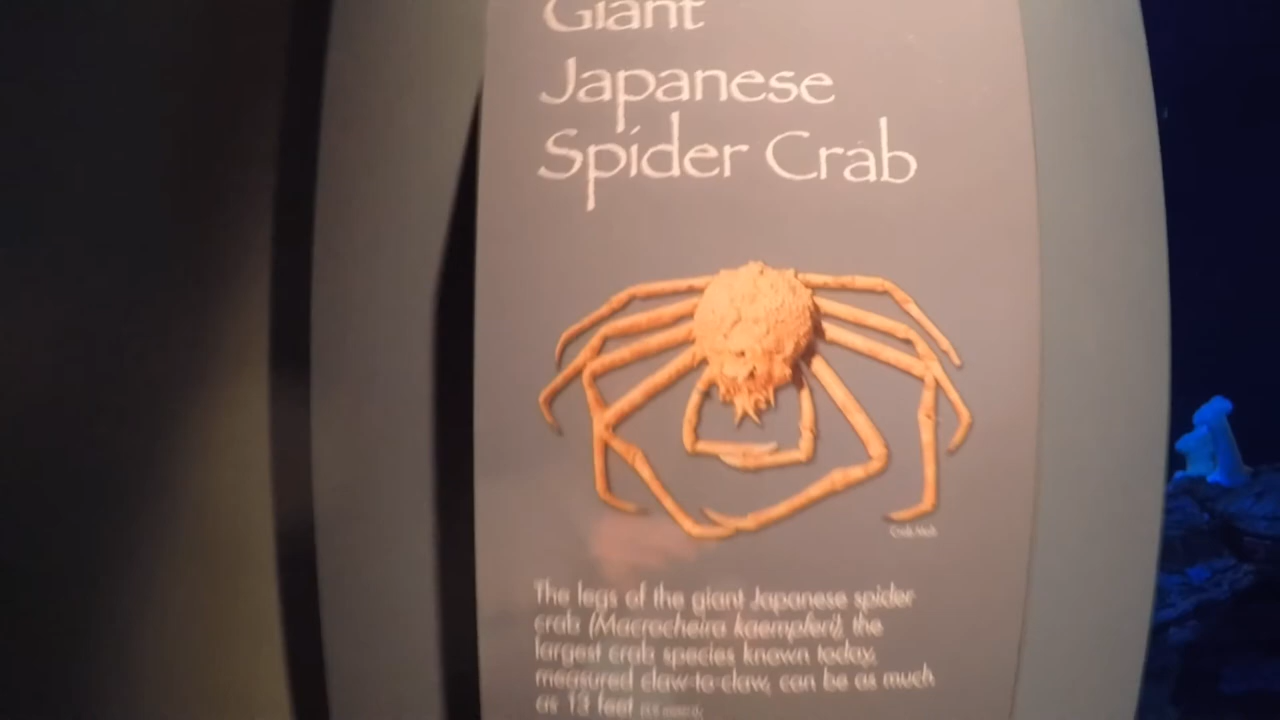 Giant
Japanese
Spider Crab
The legs of the giant Japanese spider
crab (Macrocheira kaempferi), the
largest crab species known today,
measured claw-to-claw, can be as much
as 13 feet